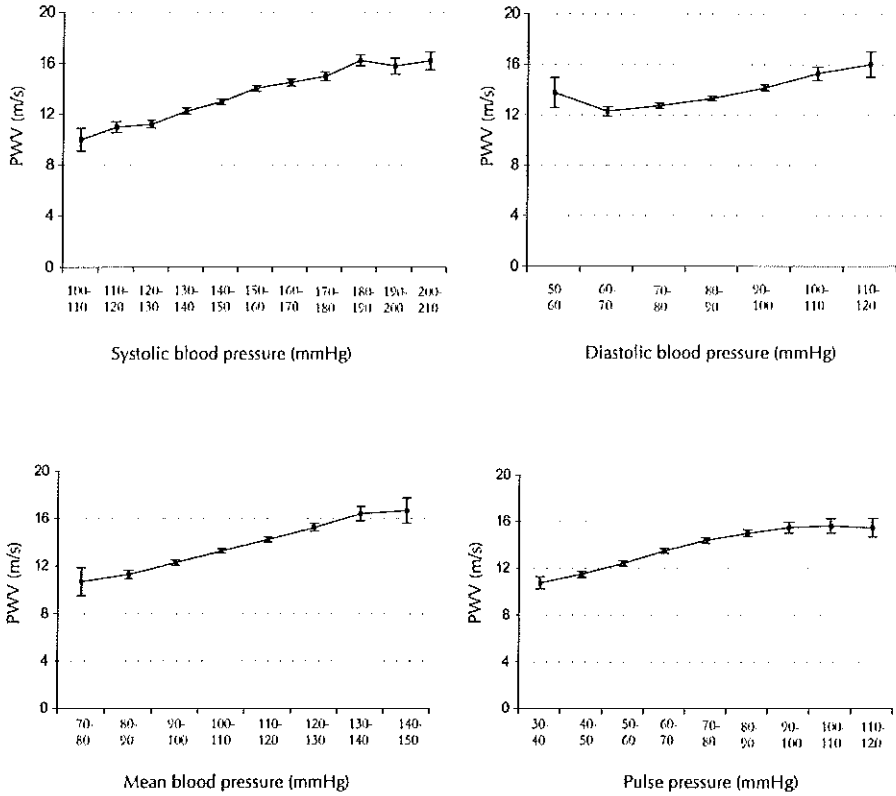 20
16
12
8
4
0
PWV (m/s)
100-110 110-120 120-130 130-140 140-150 150-160 160-170 170-180 180-190 190-200 200-210
Systolic blood pressure (mmHg)
20
16
12
8
4
0
PWV (m/s)
50-60 60-70 70-80 80-90 90-100 100-110 110-120
Diastolic blood pressure (mmHg)
20
16
12
8
4
0
PWV (m/s)
70-80 80-90 90-100 100-110 110-120 120-130 130-140 140-150
Mean blood pressure (mmHg)
20
16
12
8
4
0
PWV (m/s)
30-40 40-50 50-60 60-70 70-80 80-90 90-100 100-110 110-120
Pulse pressure (mmHg)